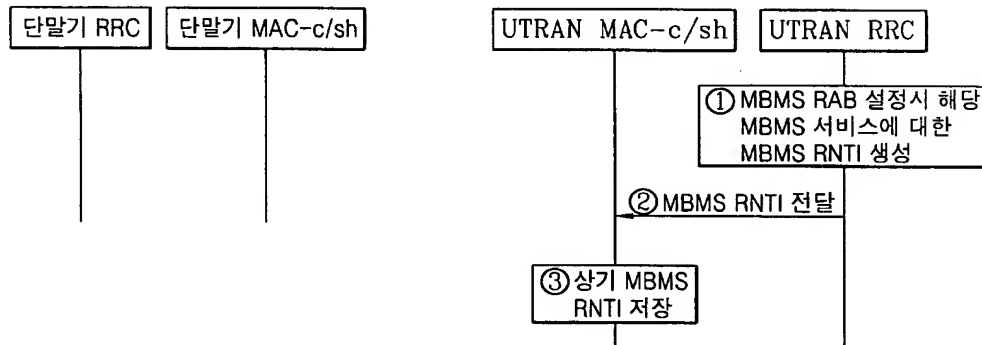 단말기 RRC 단말기 MAC-c/sh UTRAN MAC-c/sh UTRAN RRC
① MBMS RAB 설정시 해당
MBMS 서비스에 대한
MBMS RNTI 생성
② MBMS RNTI 전달
③ 상기 MBMS
RNTI 저장